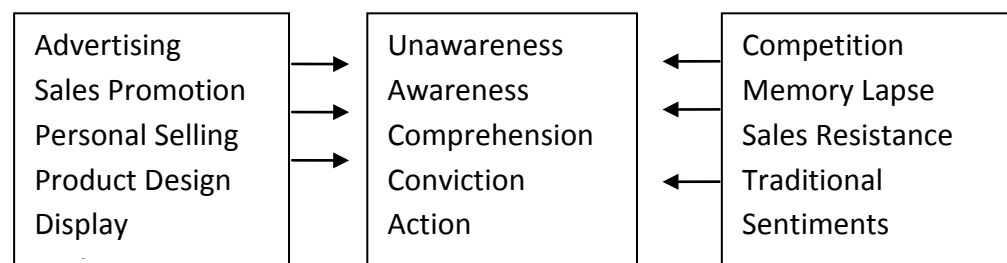 Advertising
Sales Promotion
Personal Selling
Product Design
Display
Unawareness
Awareness
Comprehension
Conviction
Action
Competition
Memory Lapse
Sales Resistance
Traditional
Sentiments